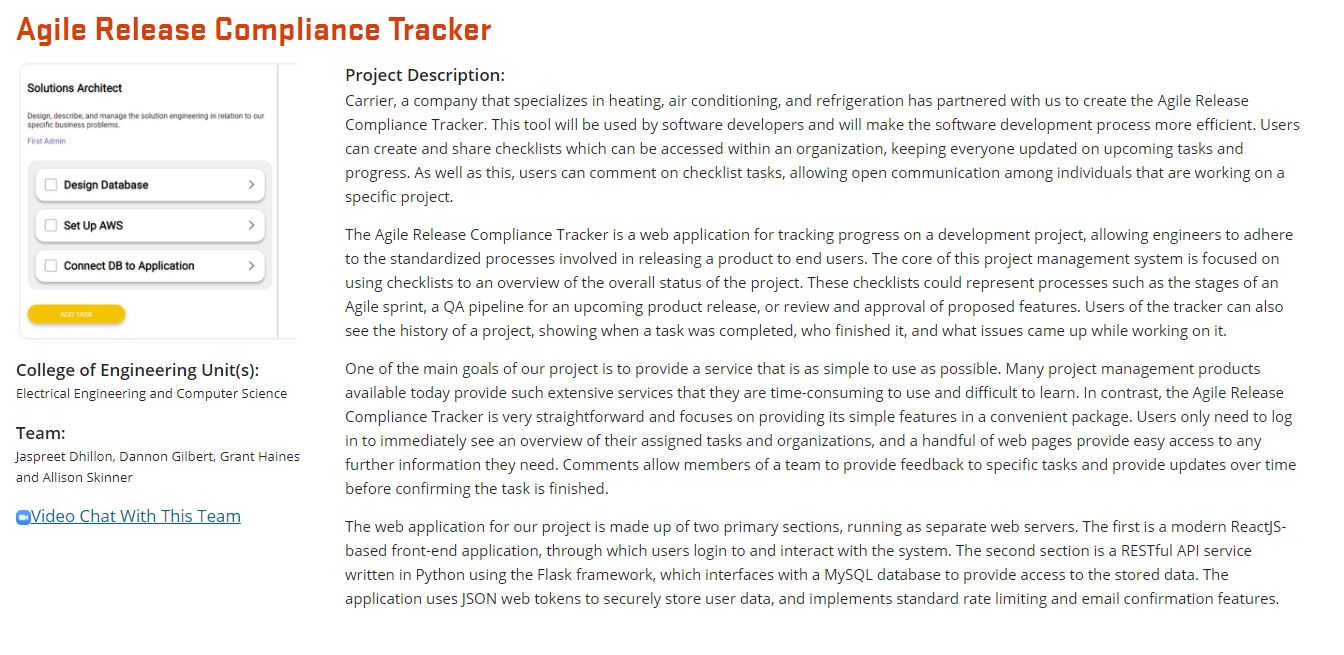 Agile Release Compliance Tracker
Solutions Architect
Design, describe, and manage the solution engineering in relation to our
specific business problems.
First Admin
Design Database
Set Up AWS
Connect DB to Application
ADD TASK
College of Engineering Unit(s):
Electrical Engineering and Computer Science
Team:
Jaspreet Dhillon, Dannon Gilbert, Grant Haines
and Allison Skinner
Video Chat With This Team
Project Description:
Carrier, a company that specializes in heating, air conditioning, and refrigeration has partnered with us to create the Agile Release
Compliance Tracker. This tool will be used by software developers and will make the software development process more efficient. Users
can create and share checklists which can be accessed within an organization, keeping everyone updated on upcoming tasks and
progress. As well as this, users can comment on checklist tasks, allowing open communication among individuals that are working on a
specific project.
The Agile Release Compliance Tracker is a web application for tracking progress on a development project, allowing engineers to adhere
to the standardized processes involved in releasing a product to end users. The core of this project management system is focused on
using checklists to an overview of the overall status of the project. These checklists could represent processes such as the stages of an
Agile sprint, a QA pipeline for an upcoming product release, or review and approval of proposed features. Users of the tracker can also
see the history of a project, showing when a task was completed, who finished it, and what issues came up while working on it.
One of the main goals of our project is to provide a service that is as simple to use as possible. Many project management products
available today provide such extensive services that they are time-consuming to use and difficult to learn. In contrast, the Agile Release
Compliance Tracker is very straightforward and focuses on providing its simple features in a convenient package. Users only need to log
in to immediately see an overview of their assigned tasks and organizations, and a handful of web pages provide easy access to any
further information they need. Comments allow members of a team to provide feedback to specific tasks and provide updates over time
before confirming the task is finished.
The web application for our project is made up of two primary sections, running as separate web servers. The first is a modern ReactJS-
based front-end application, through which users login to and interact with the system. The second section is a RESTful API service
written in Python using the Flask framework, which interfaces with a MySQL database to provide access to the stored data. The
application uses JSON web tokens to securely store user data, and implements standard rate limiting and email confirmation features.